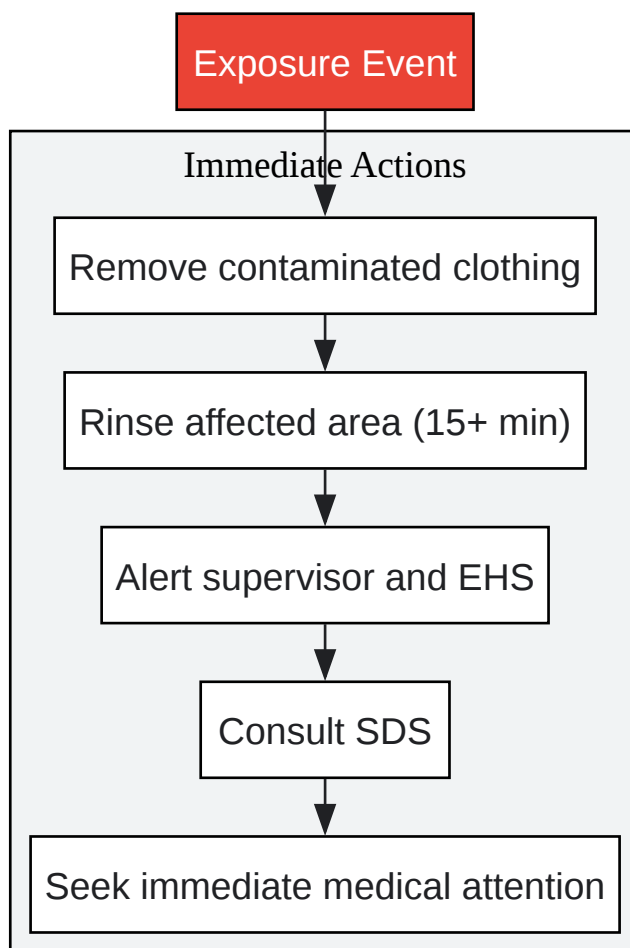 Exposure Event
Immediate Actions
Remove contaminated clothing
Rinse affected area (15+ min)
Alert supervisor and EHS
Consult SDS
Seek immediate medical attention